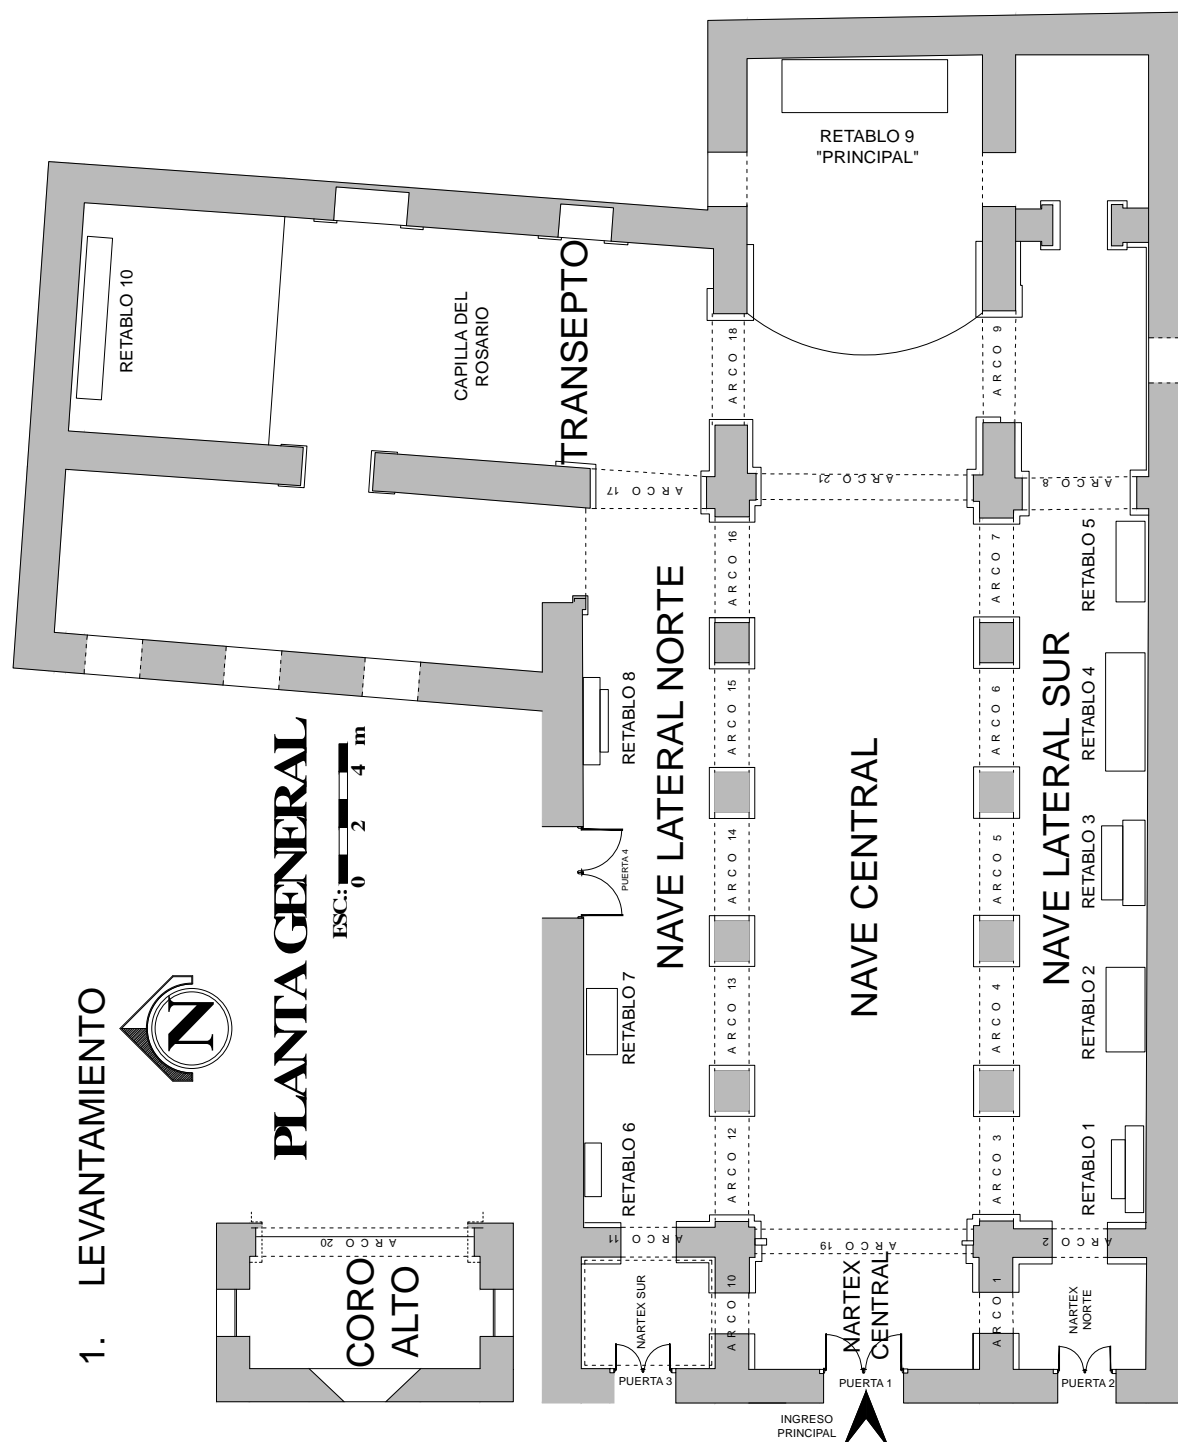 1. LEVANTAMIENTO
N
PLANTA GENERAL
ESC.:
0 2 4 m
RETABLO 9
"PRINCIPAL"
RETABLO 10
CAPILLA DEL
ROSARIO
TRANSEPTO
ARCO 18
ARCO 9
ARCO 17
ARCO 21
ARCO 8
ARCO 16
ARCO 7
RETABLO 5
NAVE LATERAL NORTE
NAVE CENTRAL
NAVE LATERAL SUR
RETABLO 8
ARCO 15
ARCO 6
RETABLO 4
PUERTA 4
ARCO 14
ARCO 5
RETABLO 3
RETABLO 7
ARCO 13
ARCO 4
RETABLO 2
RETABLO 6
ARCO 12
ARCO 3
RETABLO 1
ARCO 20
CORO
ALTO
ARCO 11
ARCO 19
ARCO 2
NARTEX SUR
ARCO 10
NARTEX
CENTRAL
ARCO 1
NARTEX
NORTE
PUERTA 3
PUERTA 1
PUERTA 2
INGRESO
PRINCIPAL